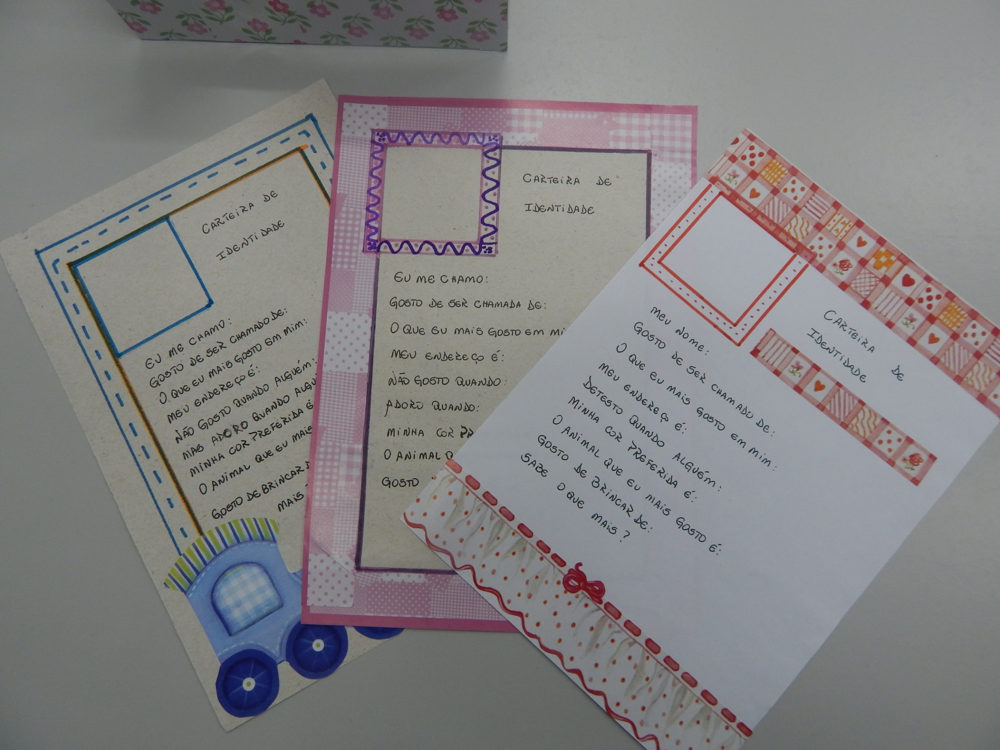 CARTEIRA DE
IDENTIDADE
EU ME CHAMO:
GOSTO DE SER CHAMADO DE:
O QUE EU MAIS GOSTO EM MIM:
MEU ENDEREÇO É:
NÃO GOSTO QUANDO ALGUÉM:
MAS ADORO QUANDO
MINHA COR PREFERIDA É
O ANIMAL QUE EU MAIS
GOSTO DE BRINCAR
MAIS
CARTEIRA DE
IDENTIDADE
EU ME CHAMO:
GOSTO DE SER CHAMADA DE:
O QUE EU MAIS GOSTO EM
MEU ENDEREÇO É:
NÃO GOSTO QUANDO:
ADORO QUANDO:
MINHA COR
O ANIMAL
GOSTO
CARTEIRA DE
IDENTIDADE
MEU NOME:
GOSTO DE SER CHAMADO DE:
O QUE EU MAIS GOSTO EM MIM:
MEU ENDEREÇO É:
DETESTO QUANDO ALGUÉM:
MINHA COR PREFERIDA É:
O ANIMAL QUE EU MAIS GOSTO É:
GOSTO DE BRINCAR DE:
SABE O QUE MAIS?